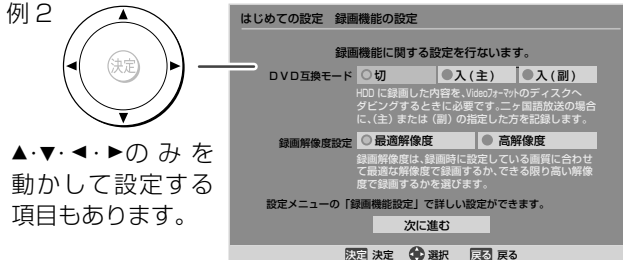 例2
決定
▲·▼·◄·►のみを
動かして設定する
項目もあります。
はじめての設定 録画機能の設定
録画機能に関する設定を行ないます。
DVD互換モード ○切 ●入(主) ●入(副)
HDDに録画した内容を、Videoフォーマットのディスクへ
ダビングするときに必要です。二ヶ国語放送の場合
に、(主)または(副)の指定した方を記録します。
録画解像度設定 ○最適解像度 ●高解像度
録画解像度は、録画時に設定している画質に合わせ
て最適な解像度で録画するか、できる限り高い解像
度で録画するかを選びます。
設定メニューの「録画機能設定」で詳しい設定ができます。
次に進む
決定 決定 選択 戻る 戻る